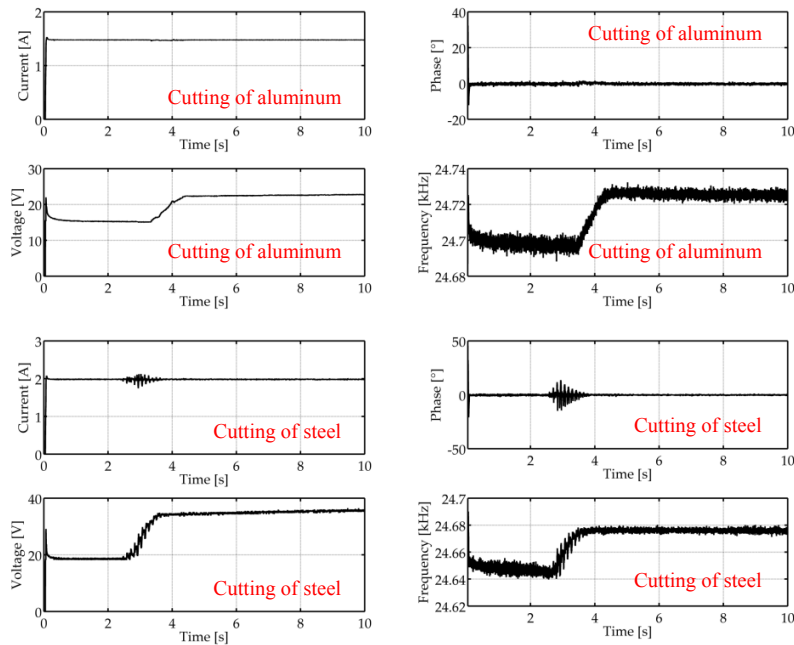 2
1
0
0 2 4 6 8 10
Current [A]
Time [s]
Cutting of aluminum
40
20
0
-20
2 4 6 8 10
Phase [°]
Time [s]
Cutting of aluminum
30
20
10
0
0 2 4 6 8 10
Voltage [V]
Time [s]
Cutting of aluminum
24.74
24.72
24.7
24.68
2 4 6 8 10
Frequency [kHz]
Time [s]
Cutting of aluminum
3
2
1
0
0 2 4 6 8 10
Current [A]
Time [s]
Cutting of steel
50
0
-50
2 4 6 8 10
Phase [°]
Time [s]
Cutting of steel
40
20
0
0 2 4 6 8 10
Voltage [V]
Time [s]
Cutting of steel
24.7
24.68
24.66
24.64
24.62
2 4 6 8 10
Frequency [kHz]
Time [s]
Cutting of steel